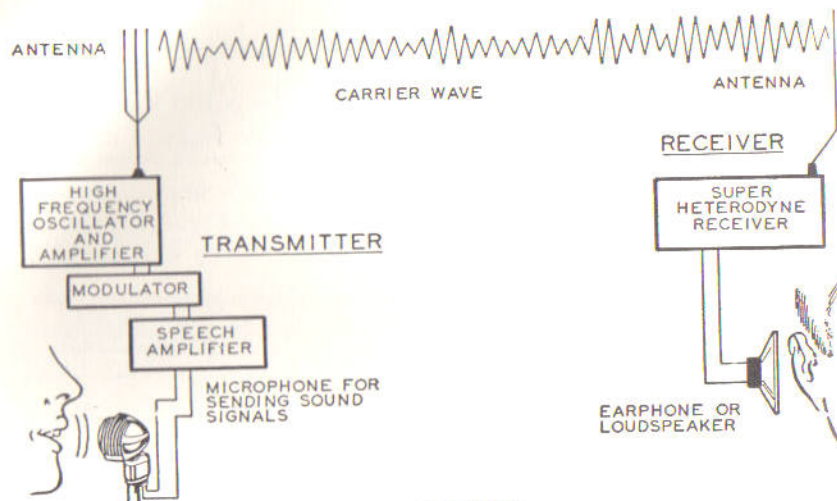 ANTENNA
CARRIER WAVE
ANTENNA
RECEIVER
HIGH
FREQUENCY
OSCILLATOR
AND
AMPLIFIER
SUPER
HETERODYNE
RECEIVER
TRANSMITTER
MODULATOR
SPEECH
AMPLIFIER
MICROPHONE FOR
SENDING SOUND
SIGNALS
EARPHONE OR
LOUDSPEAKER